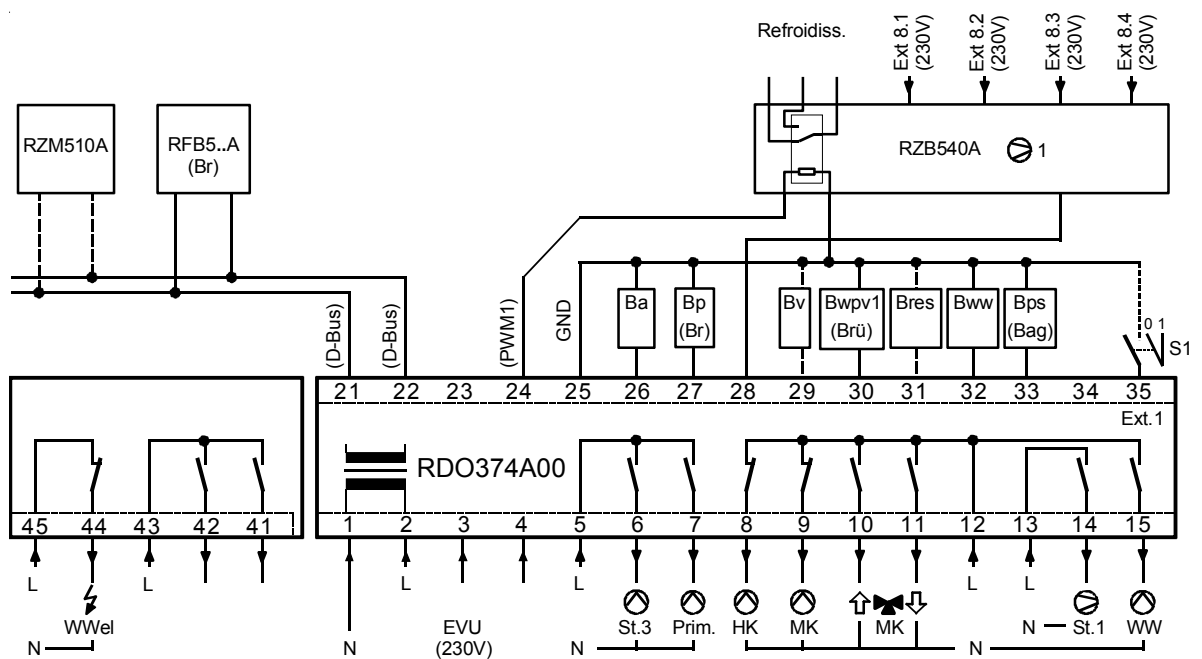 Refroidiss.
Ext 8.1
(230V)
Ext 8.2
(230V)
Ext 8.3
(230V)
Ext 8.4
(230V)
RZM510A
RFB5..A
(Br)
RZB540A
1
(D-Bus)
(D-Bus)
(PWM1)
GND
Ba
Bp
(Br)
Bv
Bwpv1
(Brü)
Bres
Bww
Bps
(Bag)
0 1
S1
21 22 23 24 25 26 27 28 29 30 31 32 33 34 35
Ext.1
RDO374A00
45 44 43 42 41
1 2 3 4 5 6 7 8 9 10 11 12 13 14 15
L
L
L
L
L
L
WWel
N
N
EVU
(230V)
N
St.3
Prim.
HK
MK
MK
N
N
St.1
WW